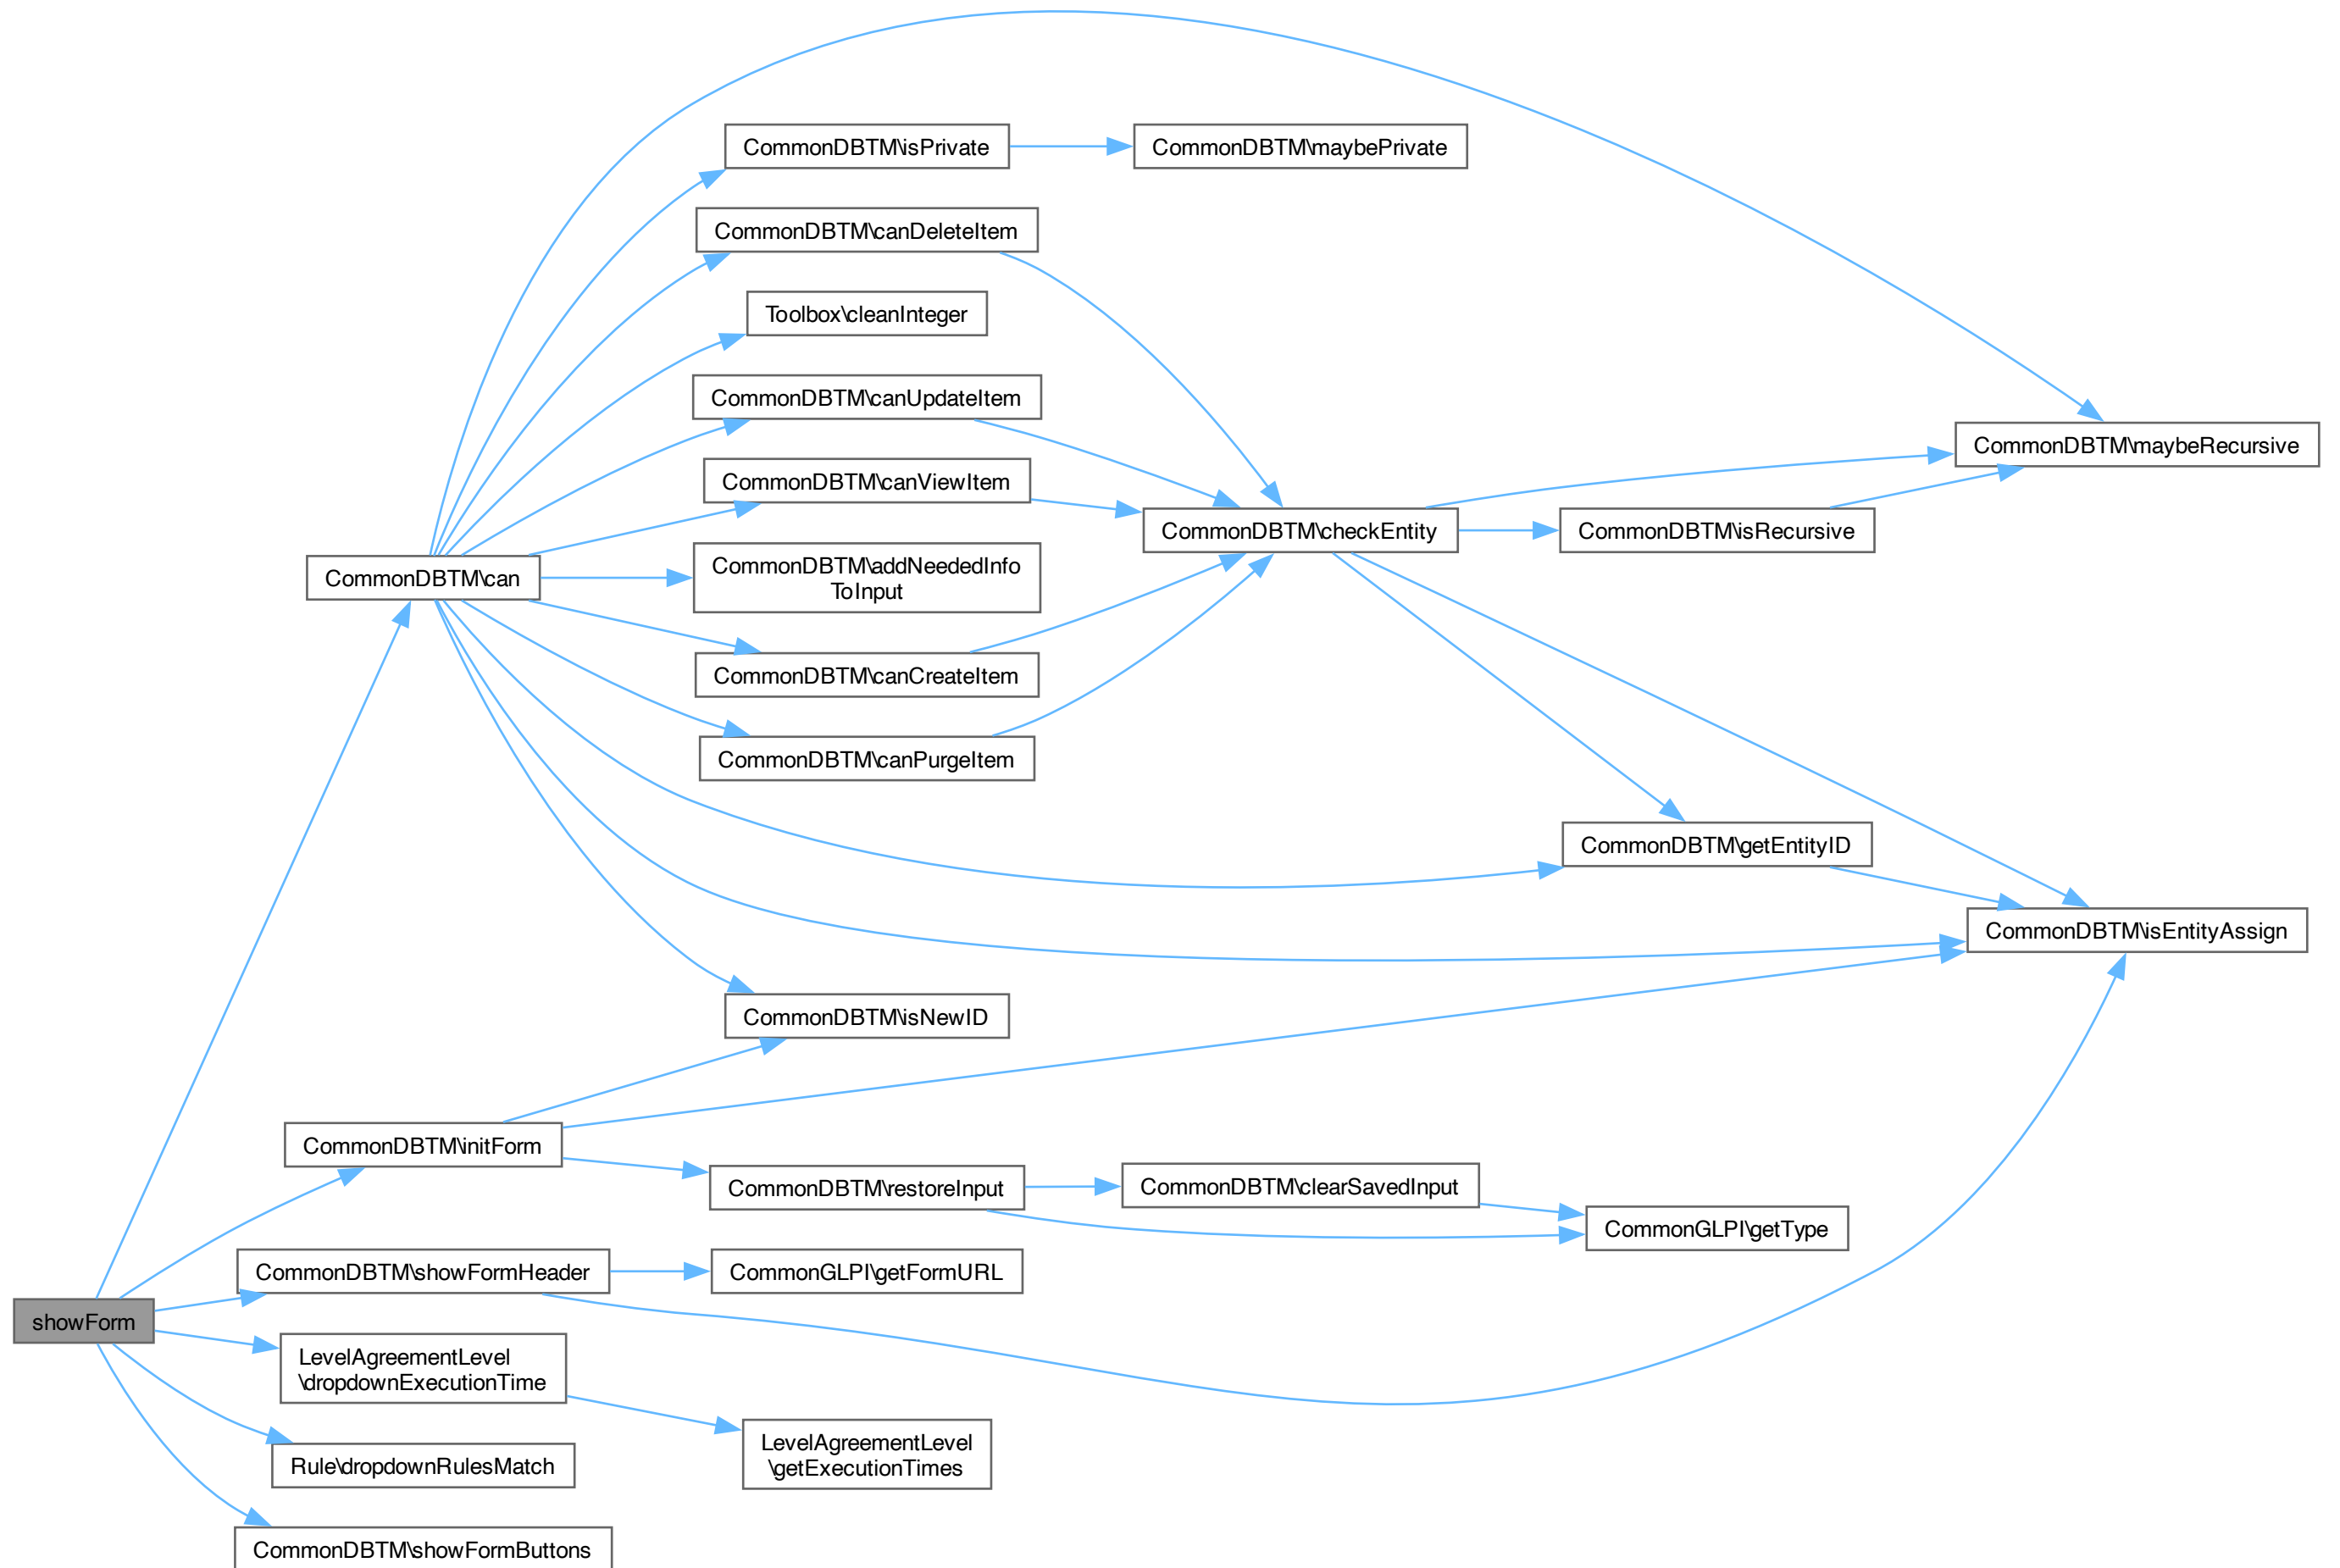 CommonDBTM\isPrivate
CommonDBTM\maybePrivate
CommonDBTM\canDeleteItem
Toolbox\cleanInteger
CommonDBTM\canUpdateItem
CommonDBTM\maybeRecursive
CommonDBTM\canViewItem
CommonDBTM\checkEntity
CommonDBTM\isRecursive
CommonDBTM\can
CommonDBTM\addNeededInfo
ToInput
CommonDBTM\canCreateItem
CommonDBTM\canPurgeItem
CommonDBTM\getEntityID
CommonDBTM\isEntityAssign
CommonDBTM\isNewID
CommonDBTM\initForm
CommonDBTM\restoreInput
CommonDBTM\clearSavedInput
CommonGLPI\getType
CommonDBTM\showFormHeader
CommonGLPI\getFormURL
showForm
LevelAgreementLevel
\dropdownExecutionTime
LevelAgreementLevel
\getExecutionTimes
Rule\dropdownRulesMatch
CommonDBTM\showFormButtons